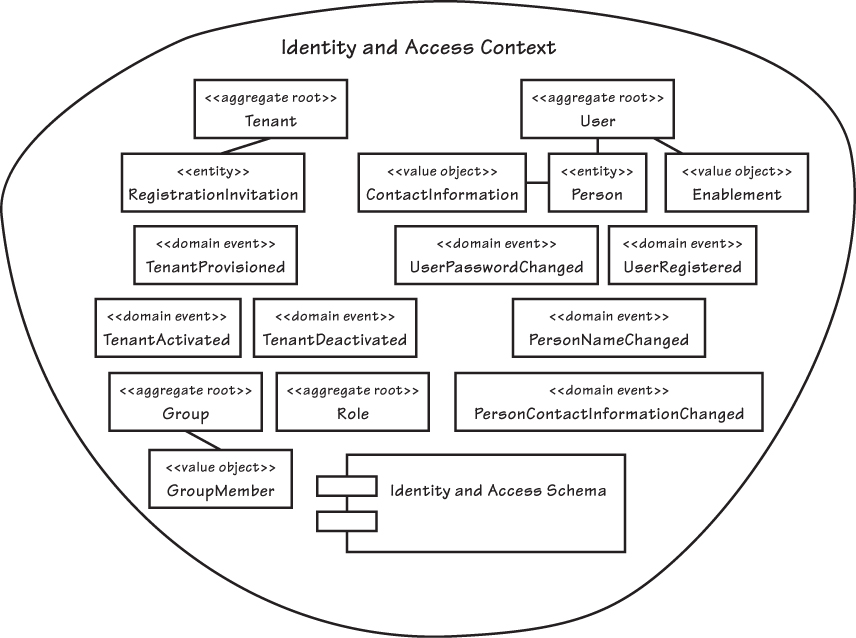 Identity and Access Context
<<aggregate root>>
Tenant
<<aggregate root>>
User
<<entity>>
RegistrationInvitation
<<value object>>
ContactInformation
<<entity>>
Person
<<value object>>
Enablement
<<domain event>>
TenantProvisioned
<<domain event>>
UserPasswordChanged
<<domain event>>
UserRegistered
<<domain event>>
TenantActivated
<<domain event>>
TenantDeactivated
<<domain event>>
PersonNameChanged
<<aggregate root>>
Group
<<aggregate root>>
Role
<<domain event>>
PersonContactInformationChanged
<<value object>>
GroupMember
Identity and Access Schema